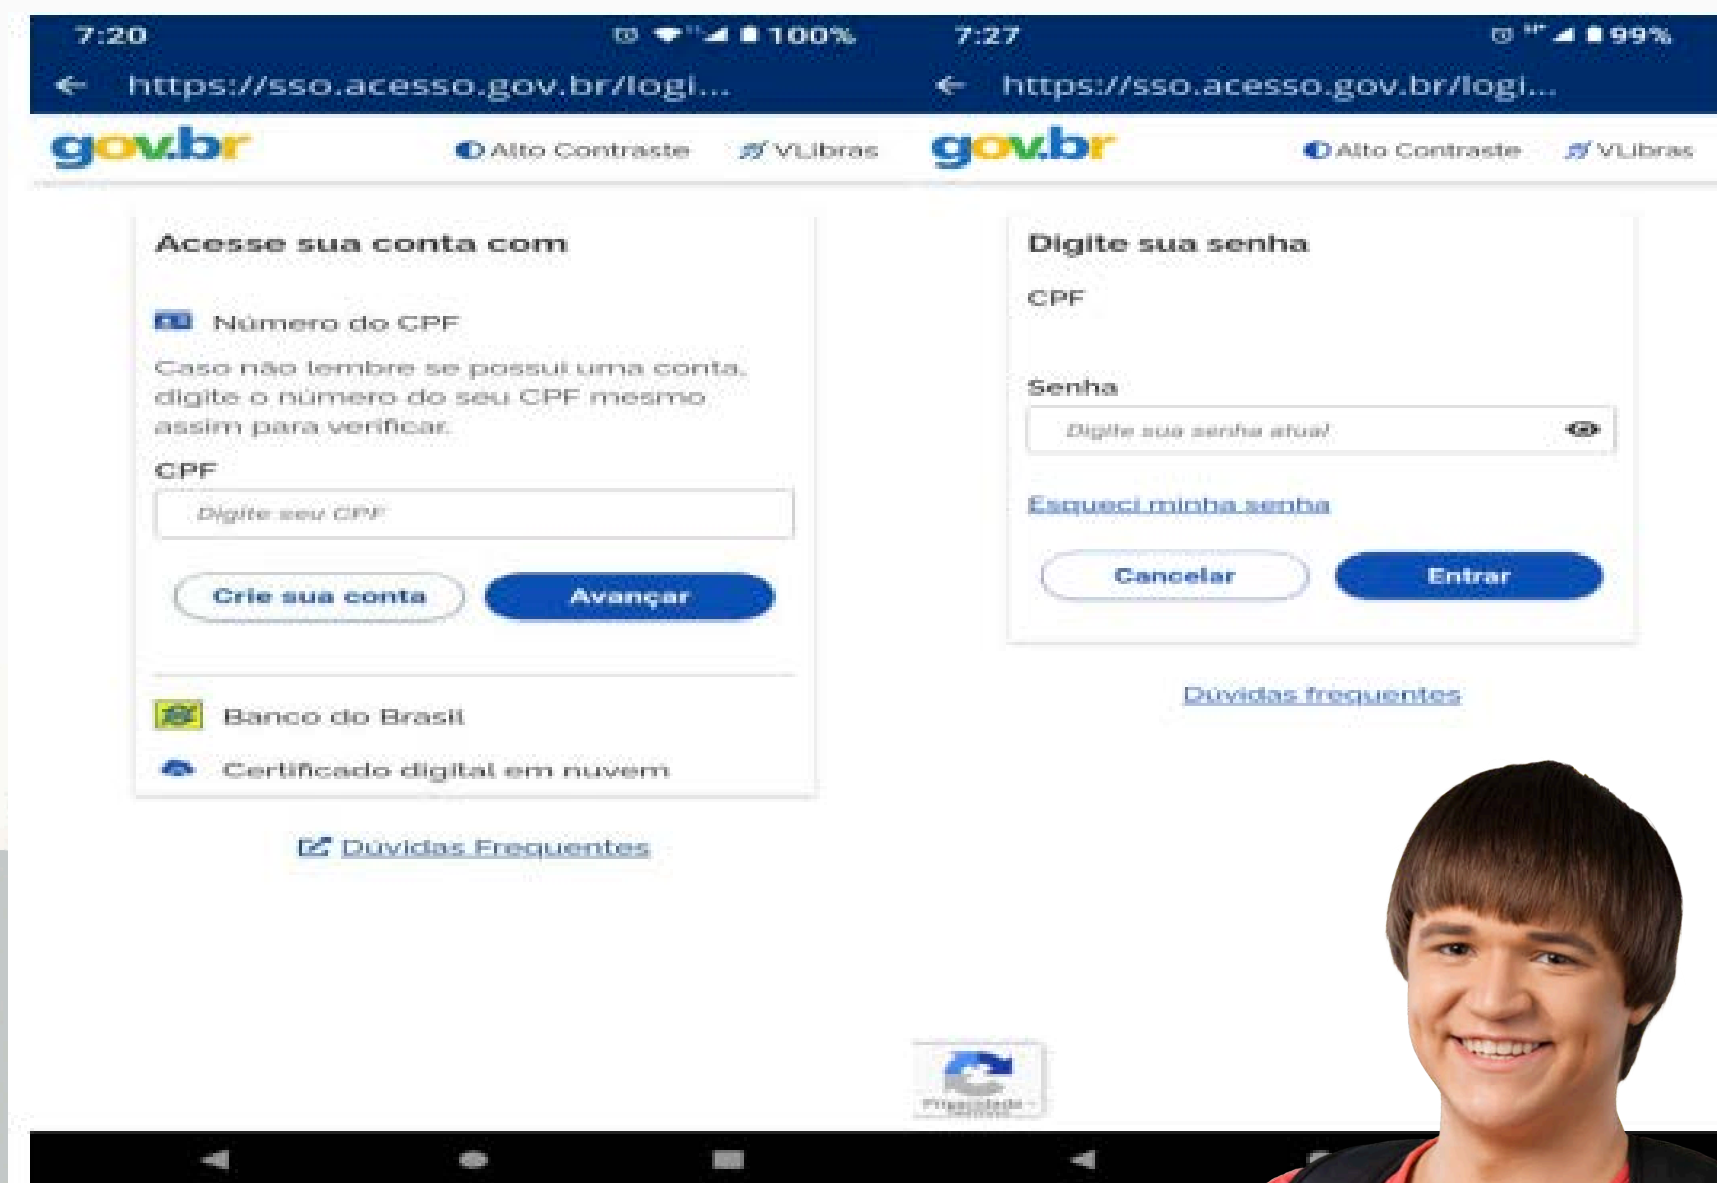 7:20
100%
https://sso.acesso.gov.br/logi...
gov.br
Alto Contraste
VLibras
Acesse sua conta com
Número do CPF
Caso não lembre se possui uma conta,
digite o número do seu CPF mesmo
assim para verificar.
CPF
Digite seu CPF
Crie sua conta
Avançar
Banco do Brasil
Certificado digital em nuvem
Dúvidas Frequentes
7:27
99%
https://sso.acesso.gov.br/logi...
gov.br
Alto Contraste
VLibras
Digite sua senha
CPF
Senha
Digite sua senha atual
Esqueci minha senha
Cancelar
Entrar
Dúvidas frequentes
Privacidade -